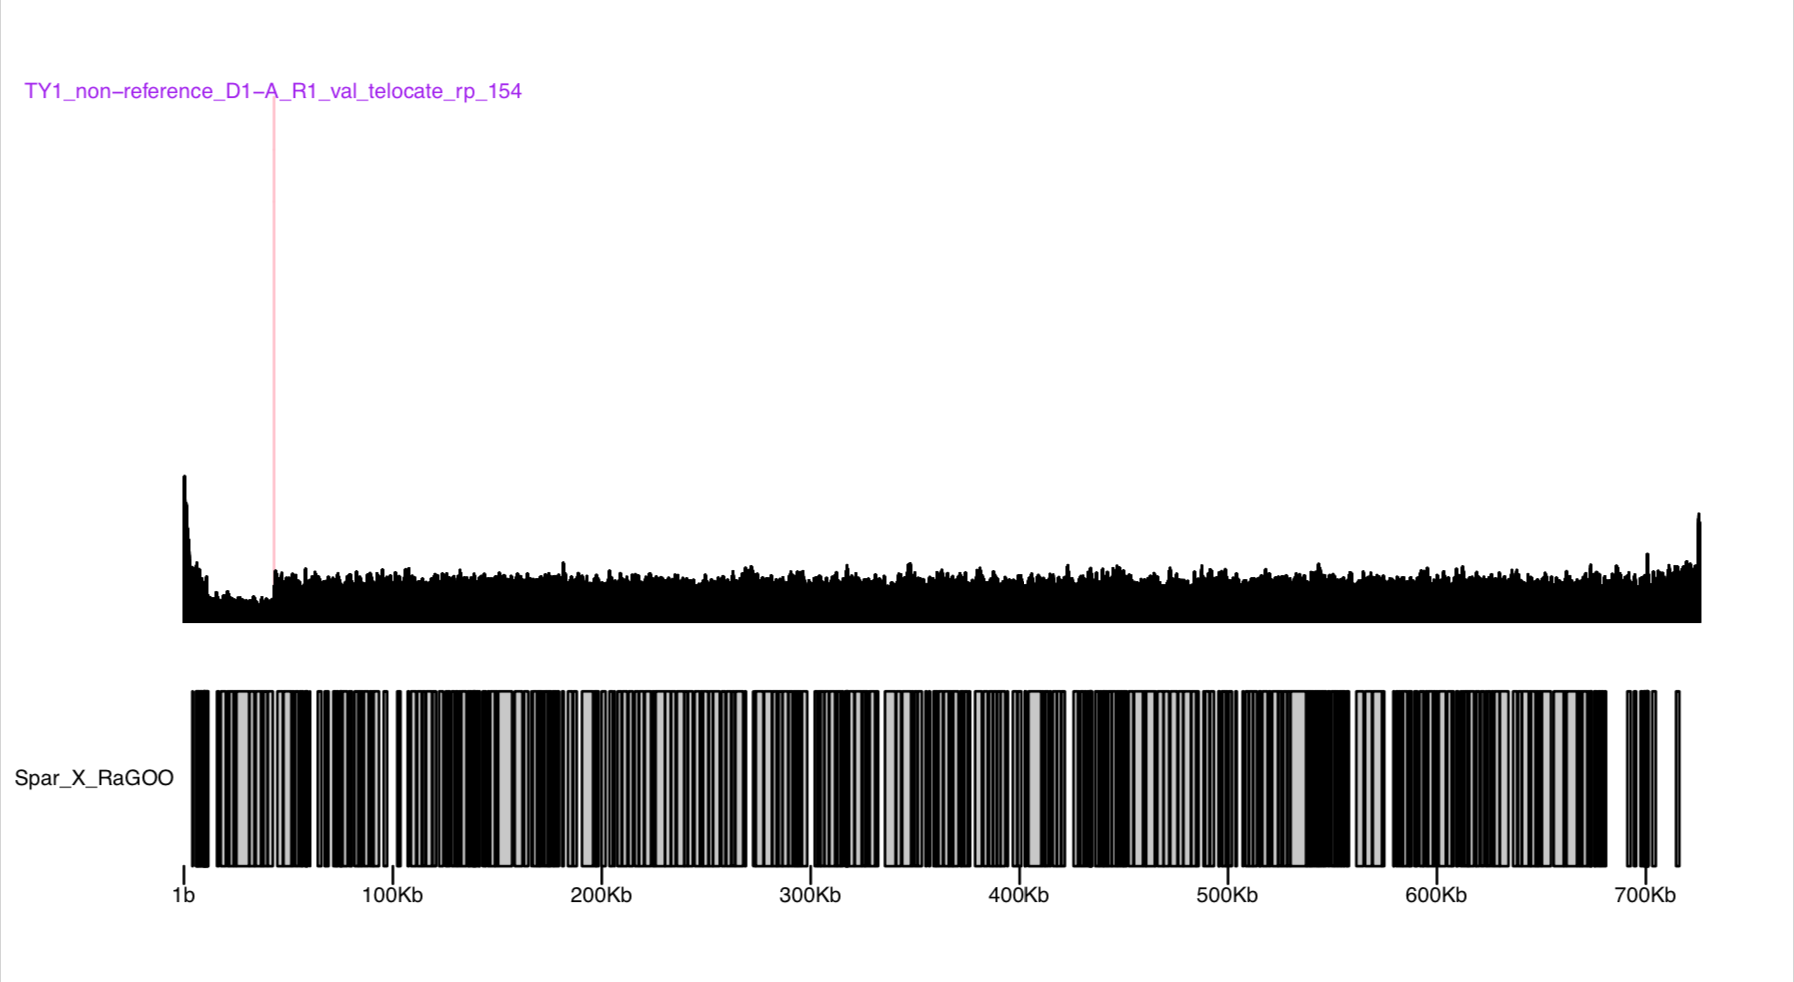 TY1_non−reference_D1−A_R1_val_telocate_rp_154
Spar_X_RaGOO
1b 100Kb 200Kb 300Kb 400Kb 500Kb 600Kb 700Kb